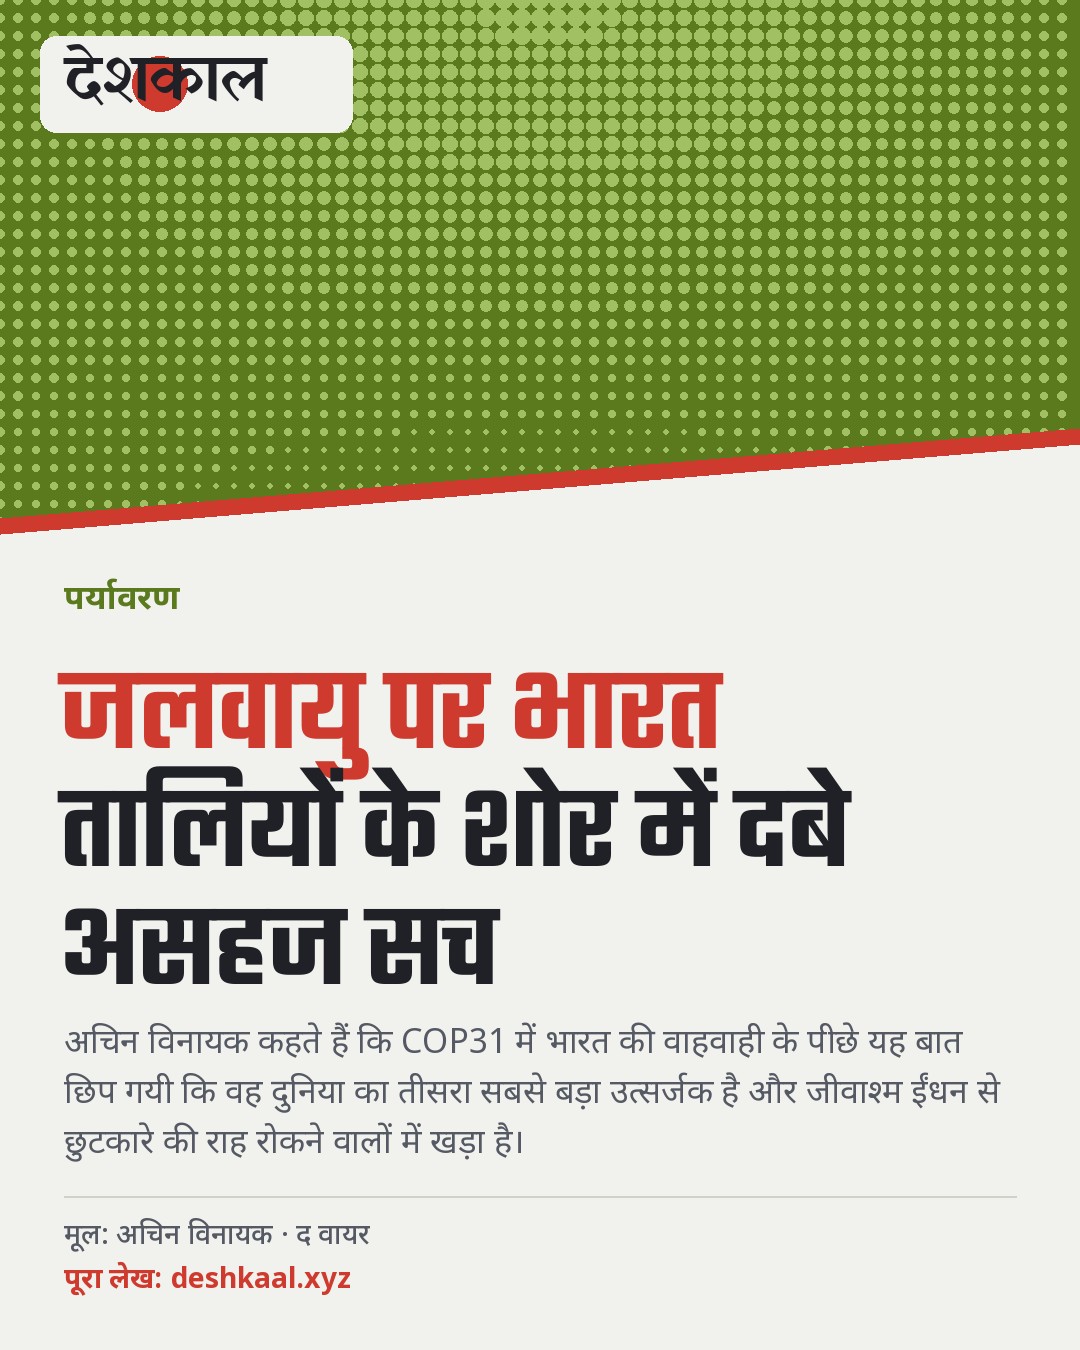 देशकाल
पर्यावरण
जलवायु पर भारत
तालियों के शोर में दबे
असहज सच
अचिन विनायक कहते हैं कि COP31 में भारत की वाहवाही के पीछे यह बात
छिप गयी कि वह दुनिया का तीसरा सबसे बड़ा उत्सर्जक है और जीवाश्म ईंधन से
छुटकारे की राह रोकने वालों में खड़ा है।
मूल: अचिन विनायक · द वायर
पूरा लेख: deshkaal.xyz